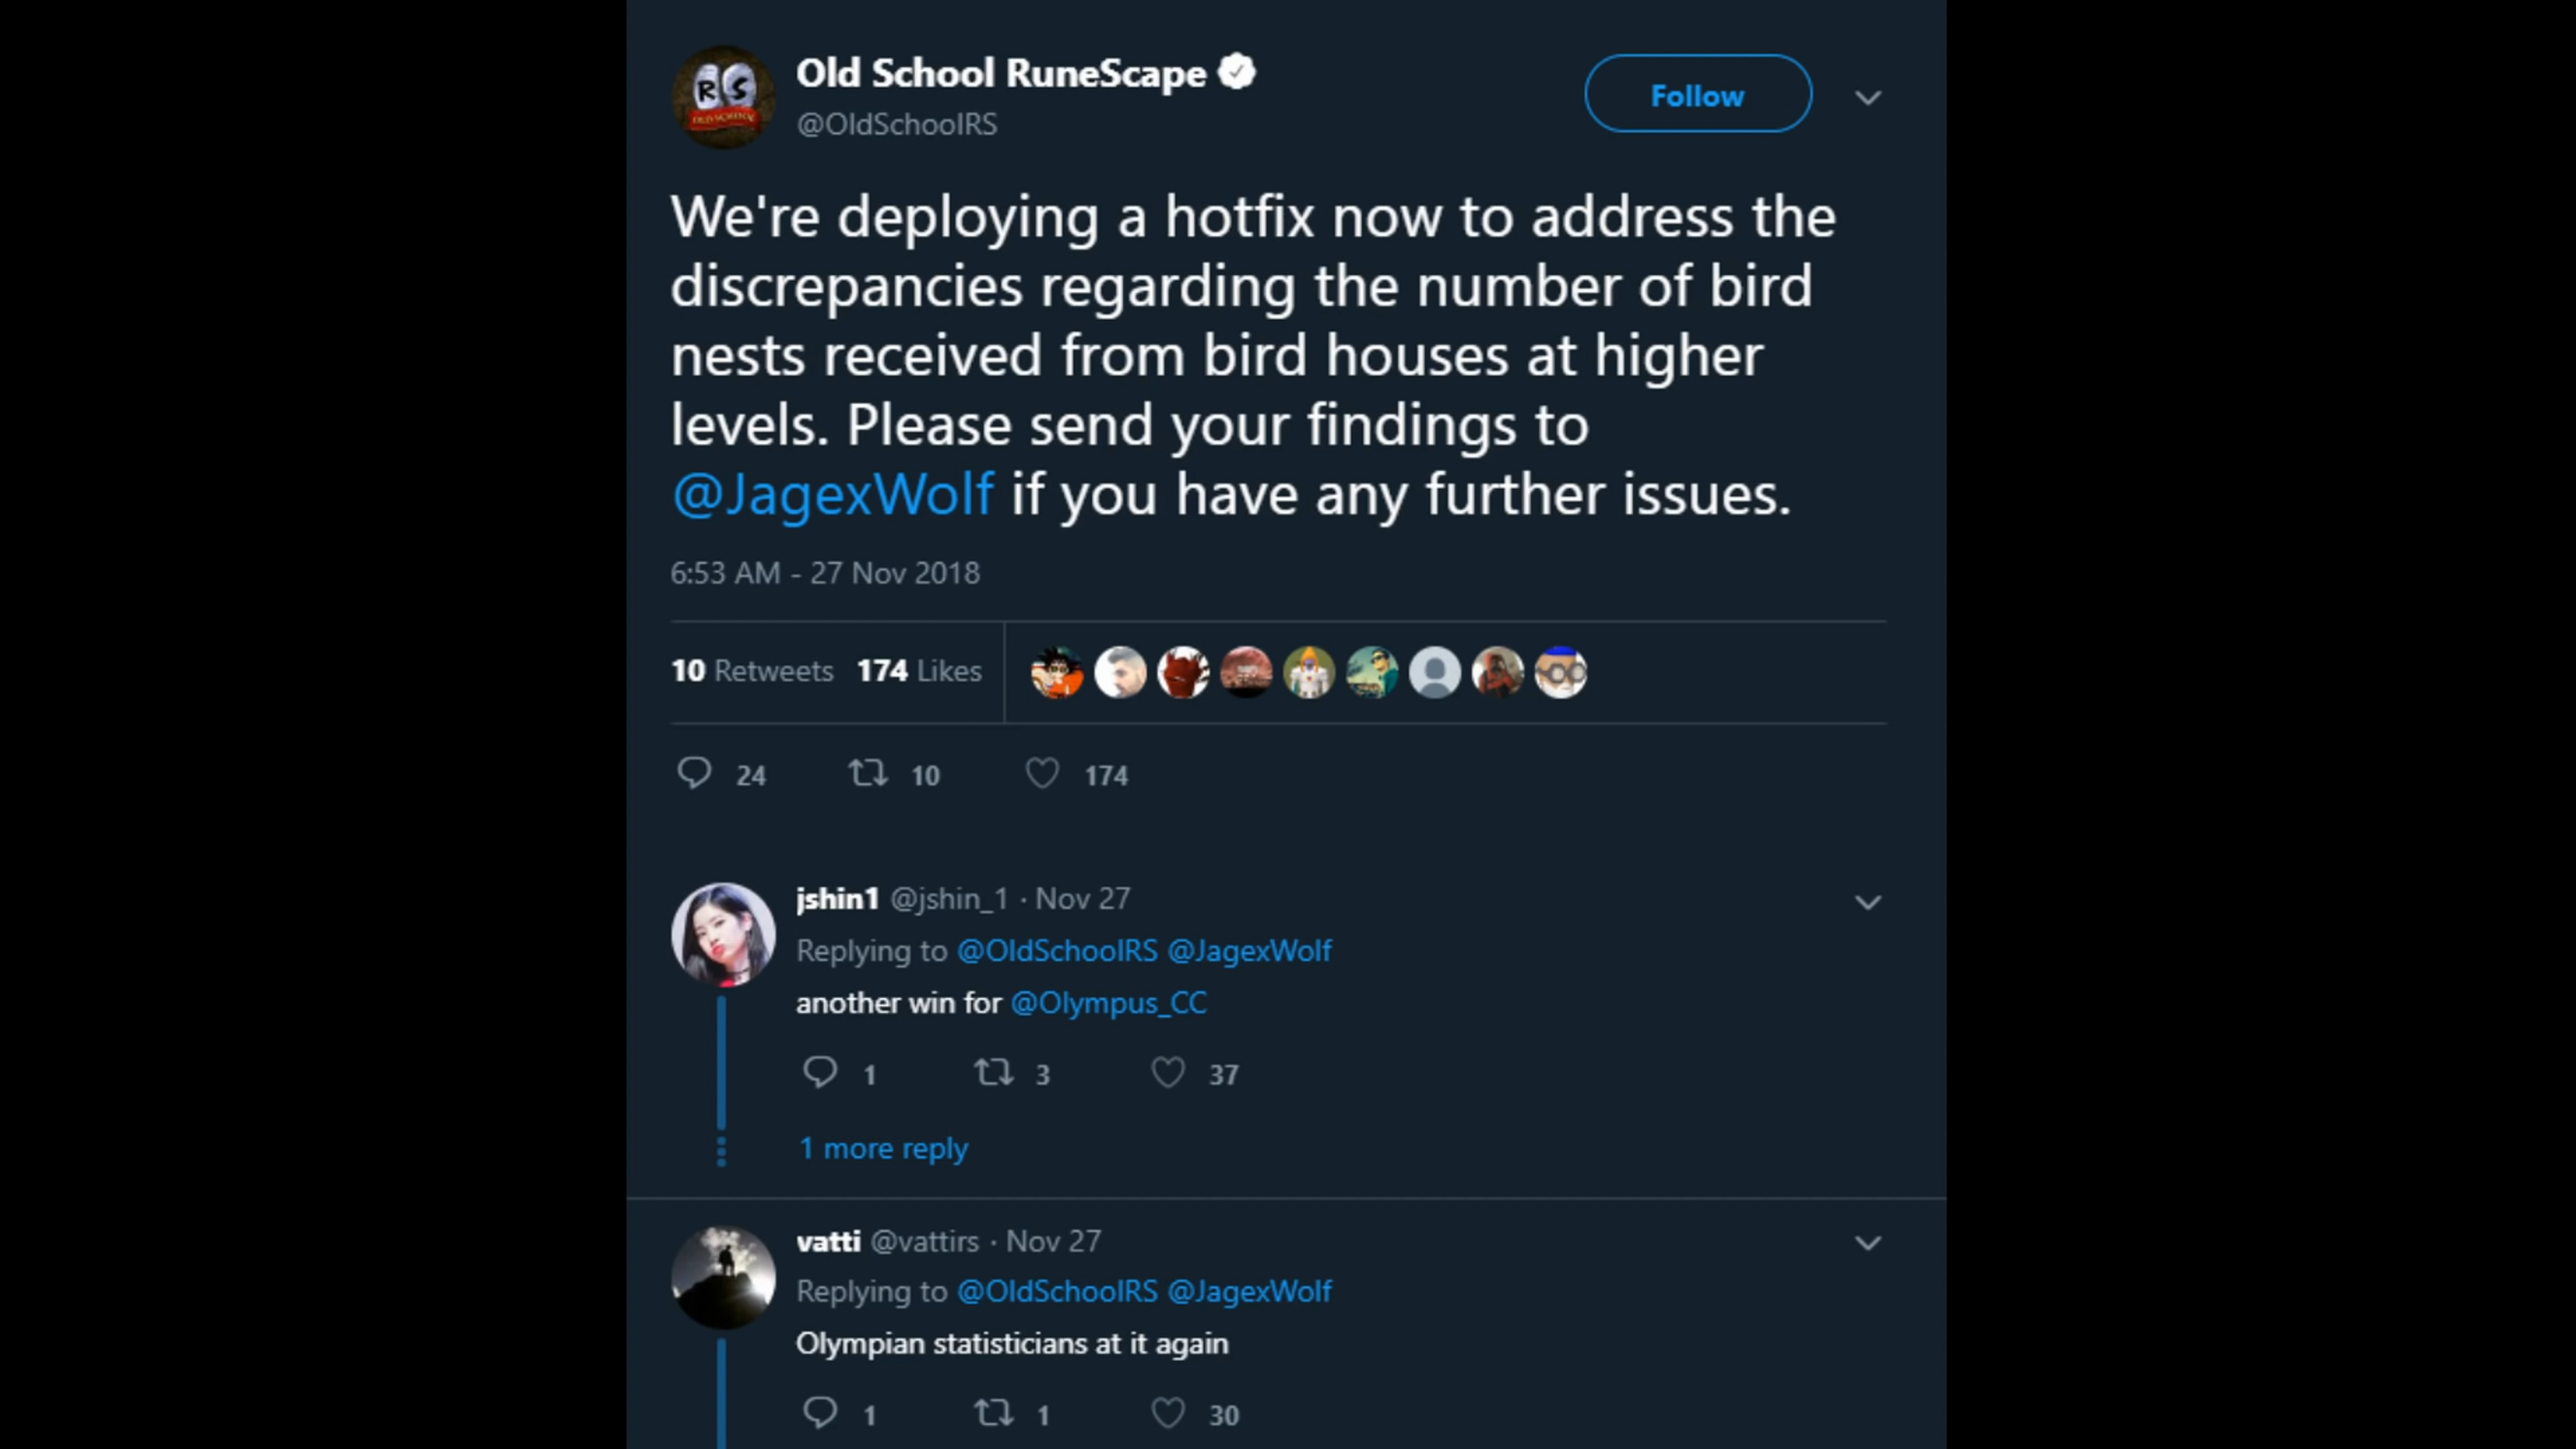 Old School RuneScape
@OldSchoolRS
Follow
We're deploying a hotfix now to address the
discrepancies regarding the number of bird
nests received from bird houses at higher
levels. Please send your findings to
@JagexWolf if you have any further issues.
6:53 AM - 27 Nov 2018
10 Retweets 174 Likes
24 10 174
jshin1 @jshin_1 · Nov 27
Replying to @OldSchoolRS @JagexWolf
another win for @Olympus_CC
1 3 37
1 more reply
vatti @vattirs · Nov 27
Replying to @OldSchoolRS @JagexWolf
Olympian statisticians at it again
1 1 30
RS
OLD SCHOOL